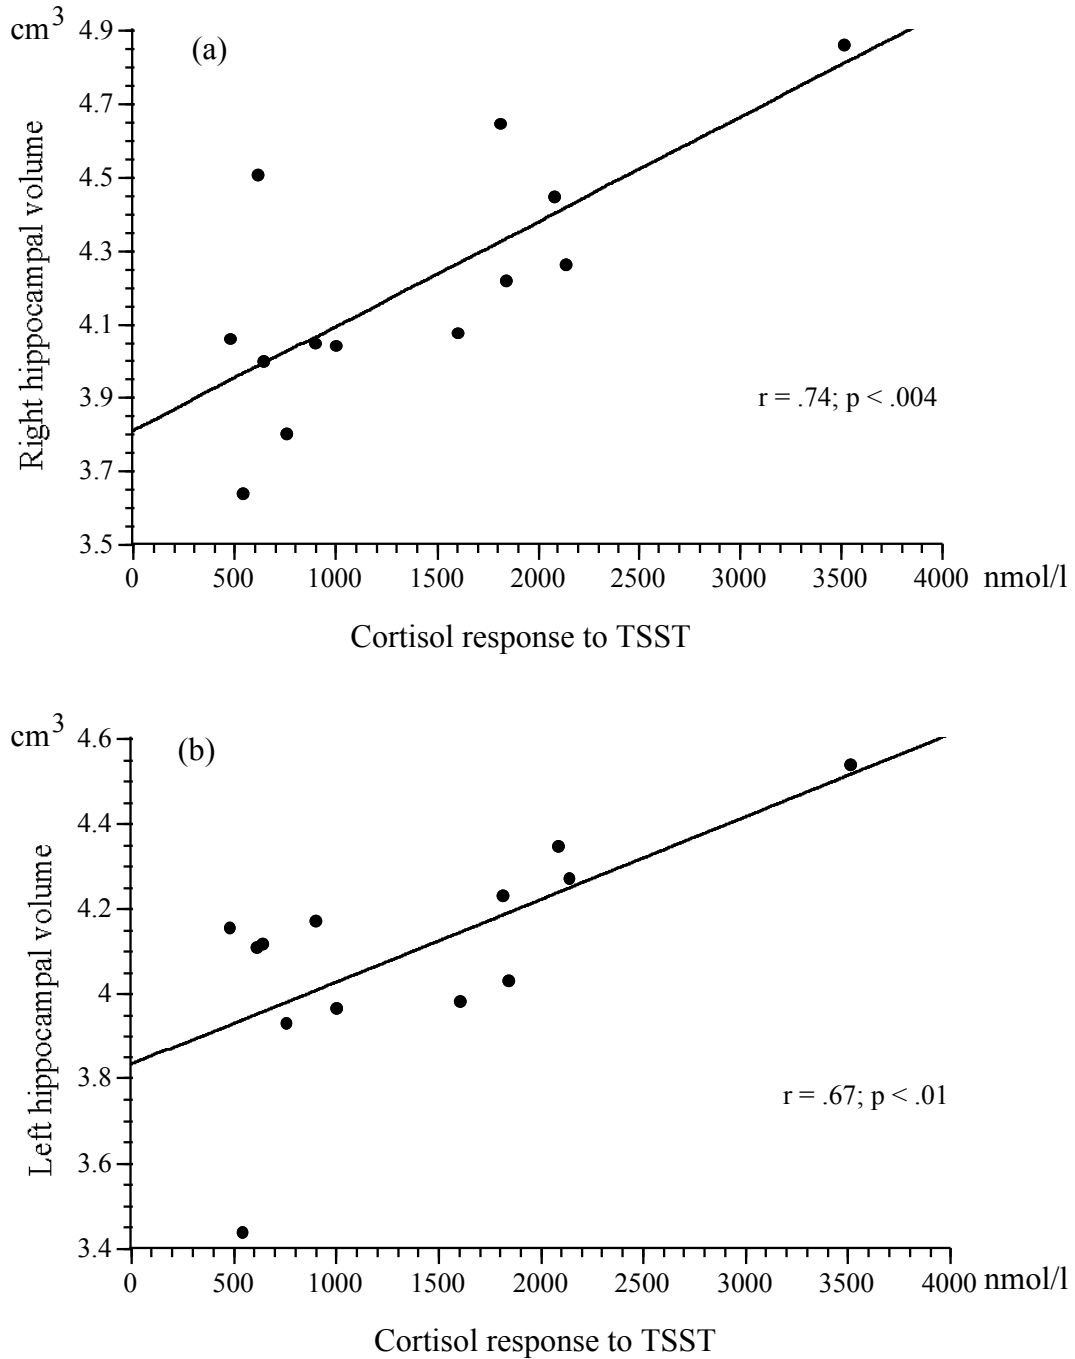 cm3
(a)
4.9
4.7
4.5
4.3
4.1
3.9
3.7
3.5
Right hippocampal volume
r = .74; p < .004
0 500 1000 1500 2000 2500 3000 3500 4000 nmol/l
Cortisol response to TSST
cm3
(b)
4.6
4.4
4.2
4
3.8
3.6
3.4
Left hippocampal volume
r = .67; p < .01
0 500 1000 1500 2000 2500 3000 3500 4000 nmol/l
Cortisol response to TSST